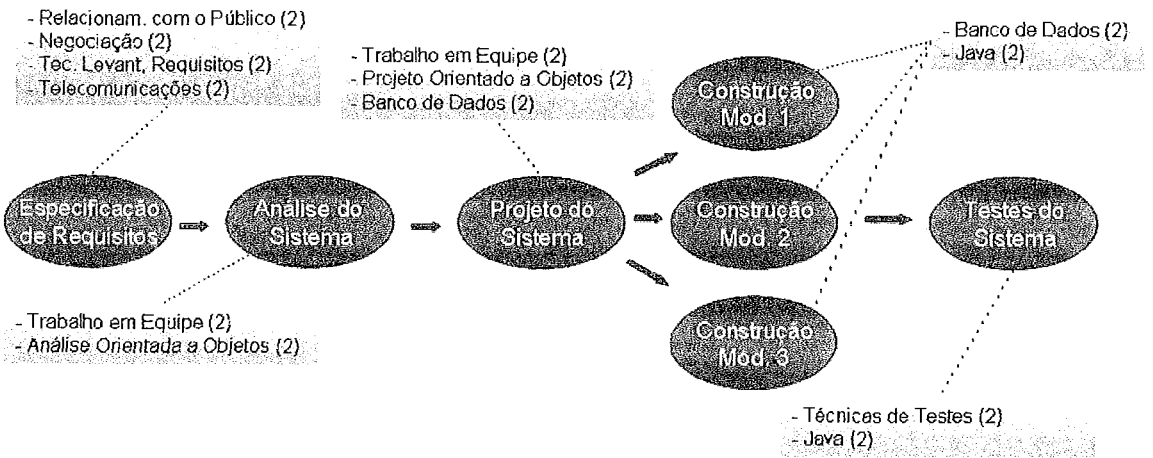 - Relacionam. com o Público (2)
- Negociação (2)
- Tec. Levant, Requisitos (2)
- Telecomunicações (2)
- Trabalho em Equipe (2)
- Projeto Orientado a Objetos (2)
- Banco de Dados (2)
- Banco de Dados (2)
- Java (2)
Construção
Mod. 1
Especificação
de Requisitos
Análise do
Sistema
Projeto do
Sistema
Construção
Mod. 2
Testes do
Sistema
Construção
Mod. 3
- Trabalho em Equipe (2)
- Análise Orientada a Objetos (2)
- Técnicas de Testes (2)
- Java (2)